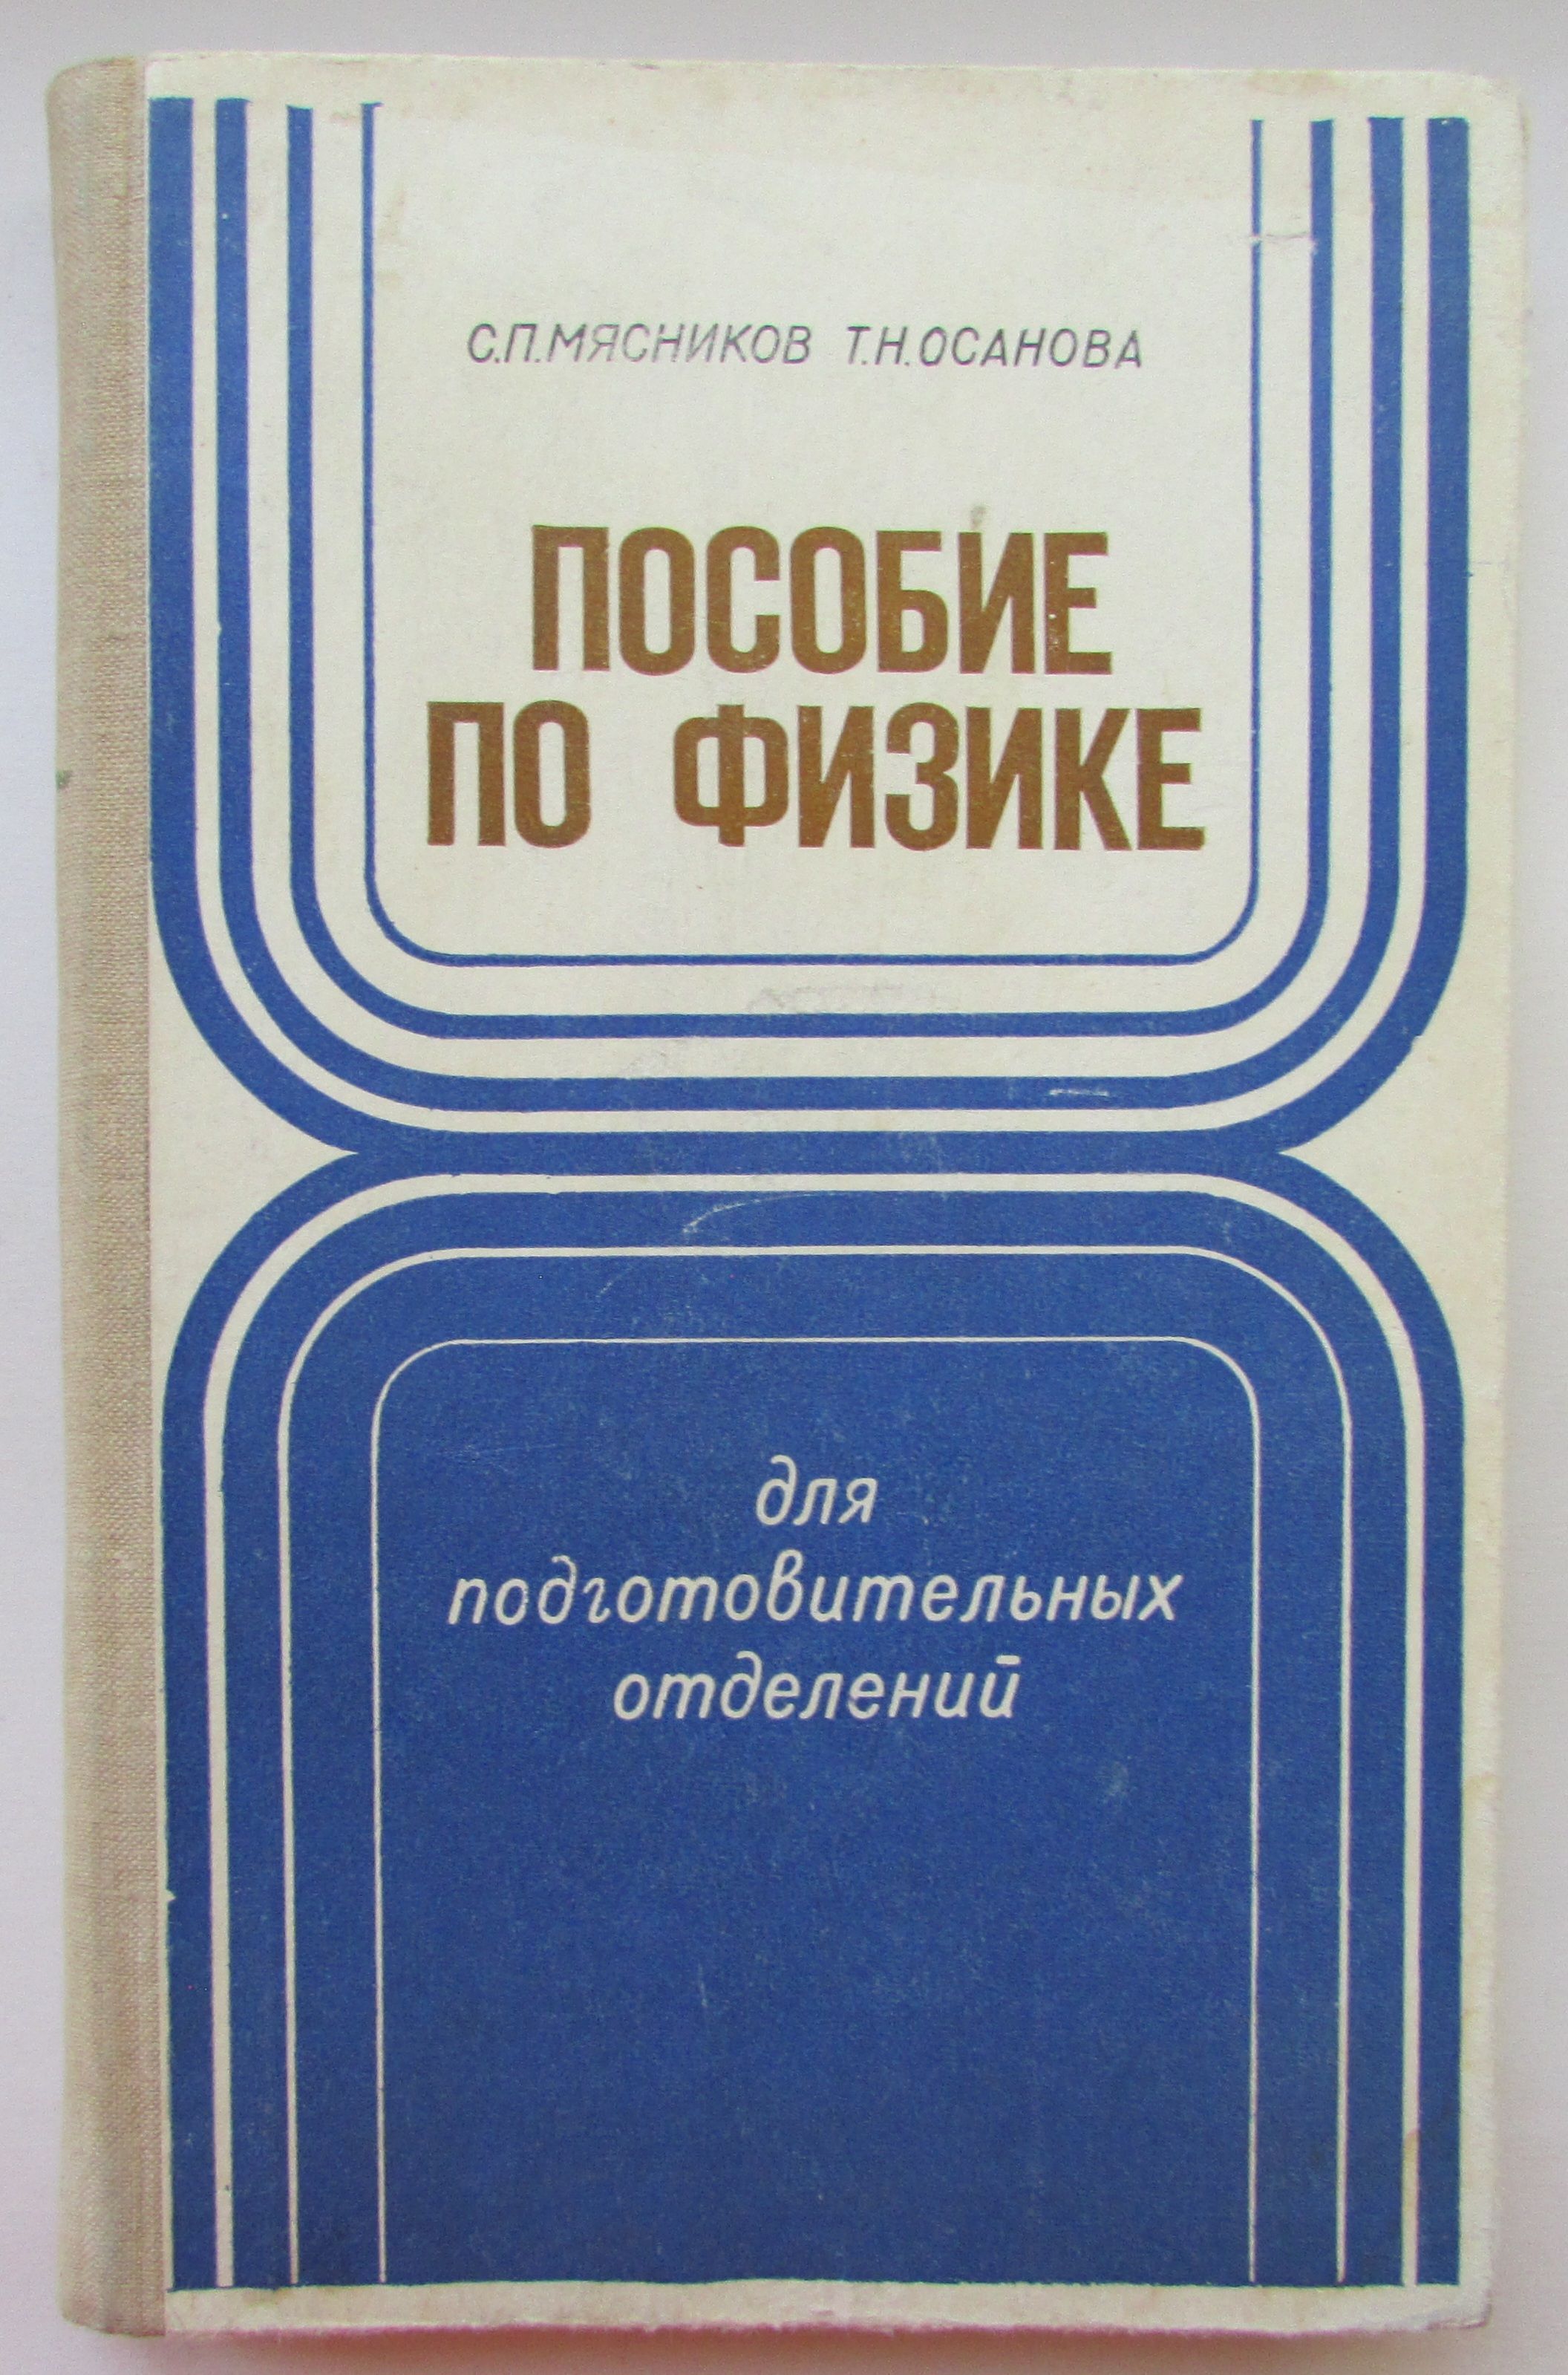 С.П.МЯСНИКОВ Т.Н.ОСАНОВА
ПОСОБИЕ
ПО ФИЗИКЕ
для
подготовительных
отделений